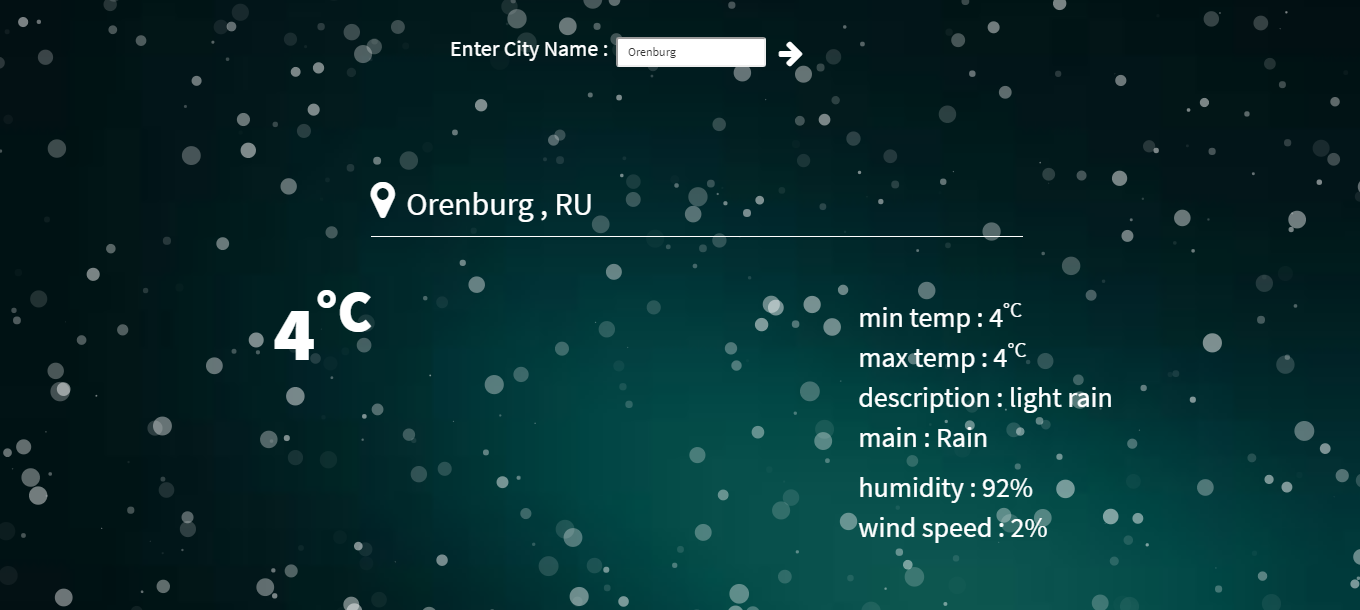 Enter City Name :
Orenburg
Orenburg , RU
4°C
min temp : 4°C
max temp : 4°C
description : light rain
main : Rain
humidity : 92%
wind speed : 2%